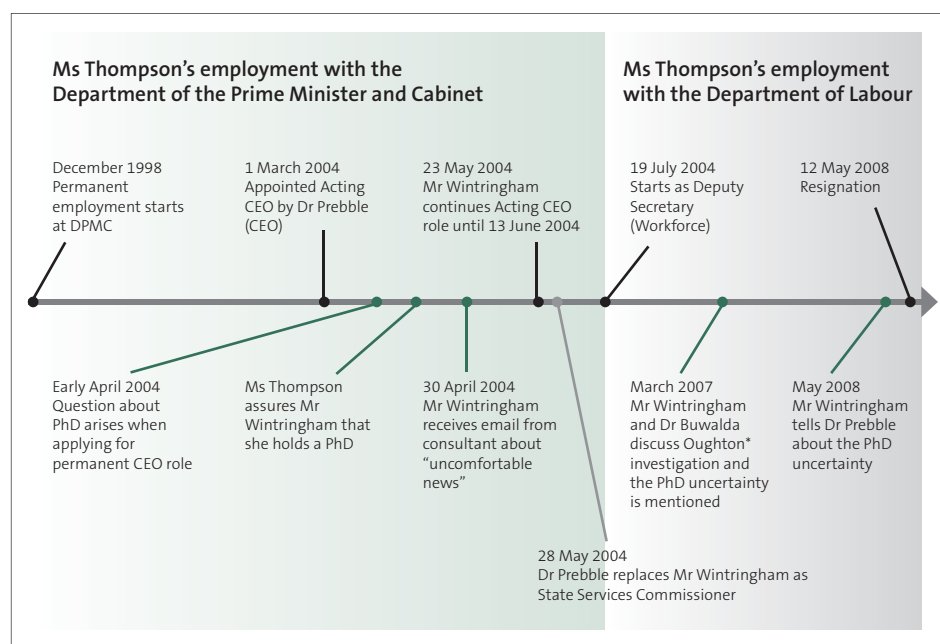 Ms Thompson's employment with the
Department of the Prime Minister and Cabinet
Ms Thompson's employment
with the Department of Labour
December 1998
Permanent
employment starts
at DPMC
1 March 2004
Appointed Acting
CEO by Dr Prebble
(CEO)
23 May 2004
Mr Wintringham
continues Acting CEO
role until 13 June 2004
19 July 2004
Starts as Deputy
Secretary
(Workforce)
12 May 2008
Resignation
Early April 2004
Question about
PhD arises when
applying for
permanent CEO role
Ms Thompson
assures Mr
Wintringham that
she holds a PhD
30 April 2004
Mr Wintringham
receives email from
consultant about
“uncomfortable
news”
March 2007
Mr Wintringham
and Dr Buwalda
discuss Oughton*
investigation and
the PhD uncertainty
is mentioned
May 2008
Mr Wintringham
tells Dr Prebble
about the PhD
uncertainty
28 May 2004
Dr Prebble replaces Mr Wintringham as
State Services Commissioner